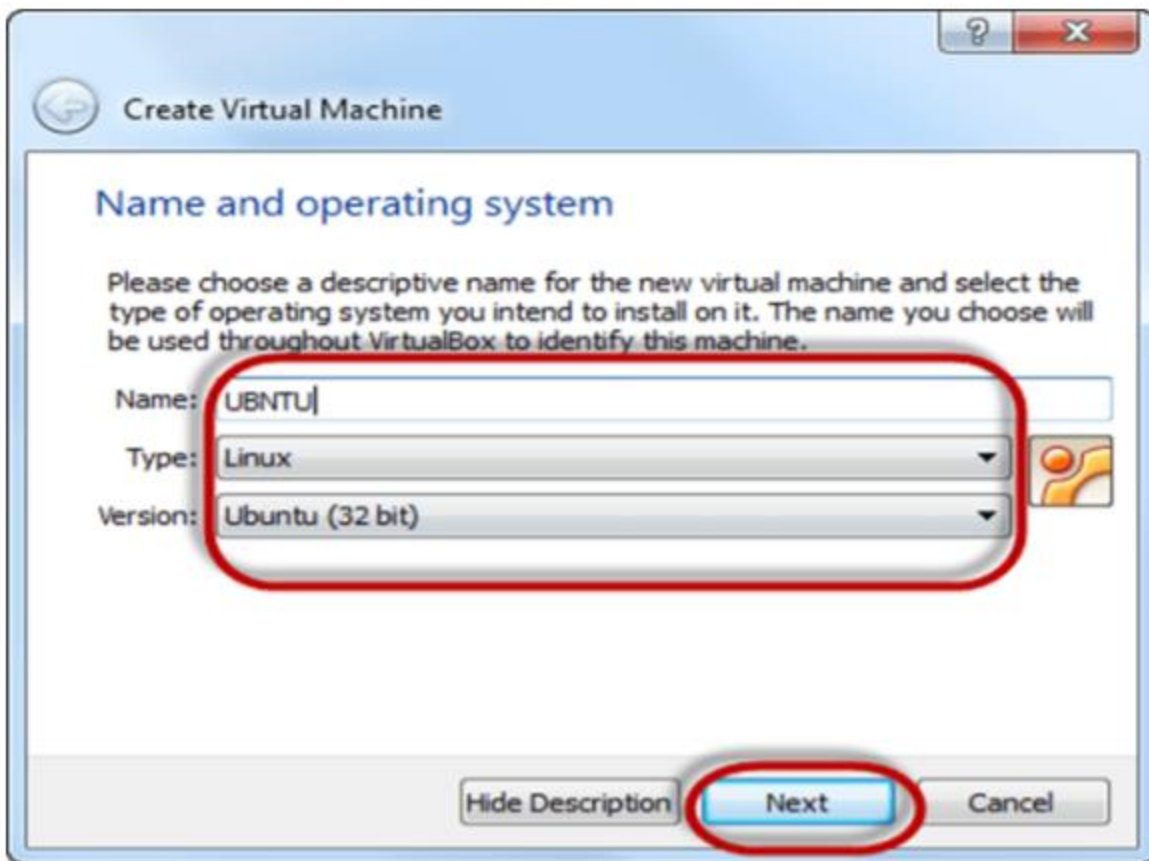 Create Virtual Machine
Name and operating system
Please choose a descriptive name for the new virtual machine and select the
type of operating system you intend to install on it. The name you choose will
be used throughout VirtualBox to identify this machine.
Name: UBNTU
Type: Linux
Version: Ubuntu (32 bit)
Hide Description Next Cancel